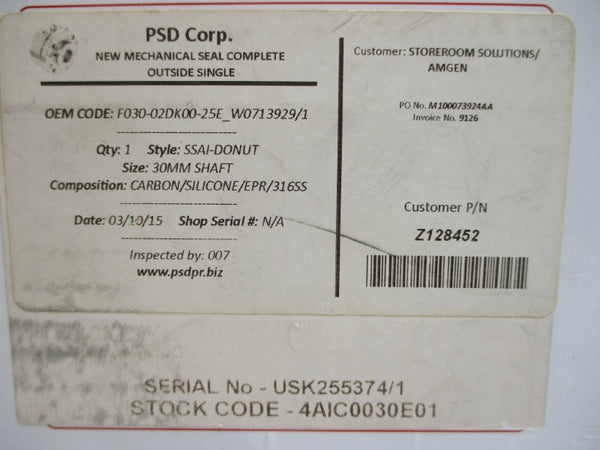 PSD Corp.
NEW MECHANICAL SEAL COMPLETE
OUTSIDE SINGLE
OEM CODE: F030-02DK00-25E_W0713929/1
Qty: 1 Style: SSAI-DONUT
Size: 30MM SHAFT
Composition: CARBON/SILICONE/EPR/316SS
Date: 03/10/15 Shop Serial #: N/A
Inspected by: 007
www.psdpr.biz
Customer: STOREROOM SOLUTIONS/
AMGEN
PO No. M100073924AA
Invoice No. 9126
Customer P/N
Z128452
SERIAL No - USK255374/1
STOCK CODE - 4AIC0030E01